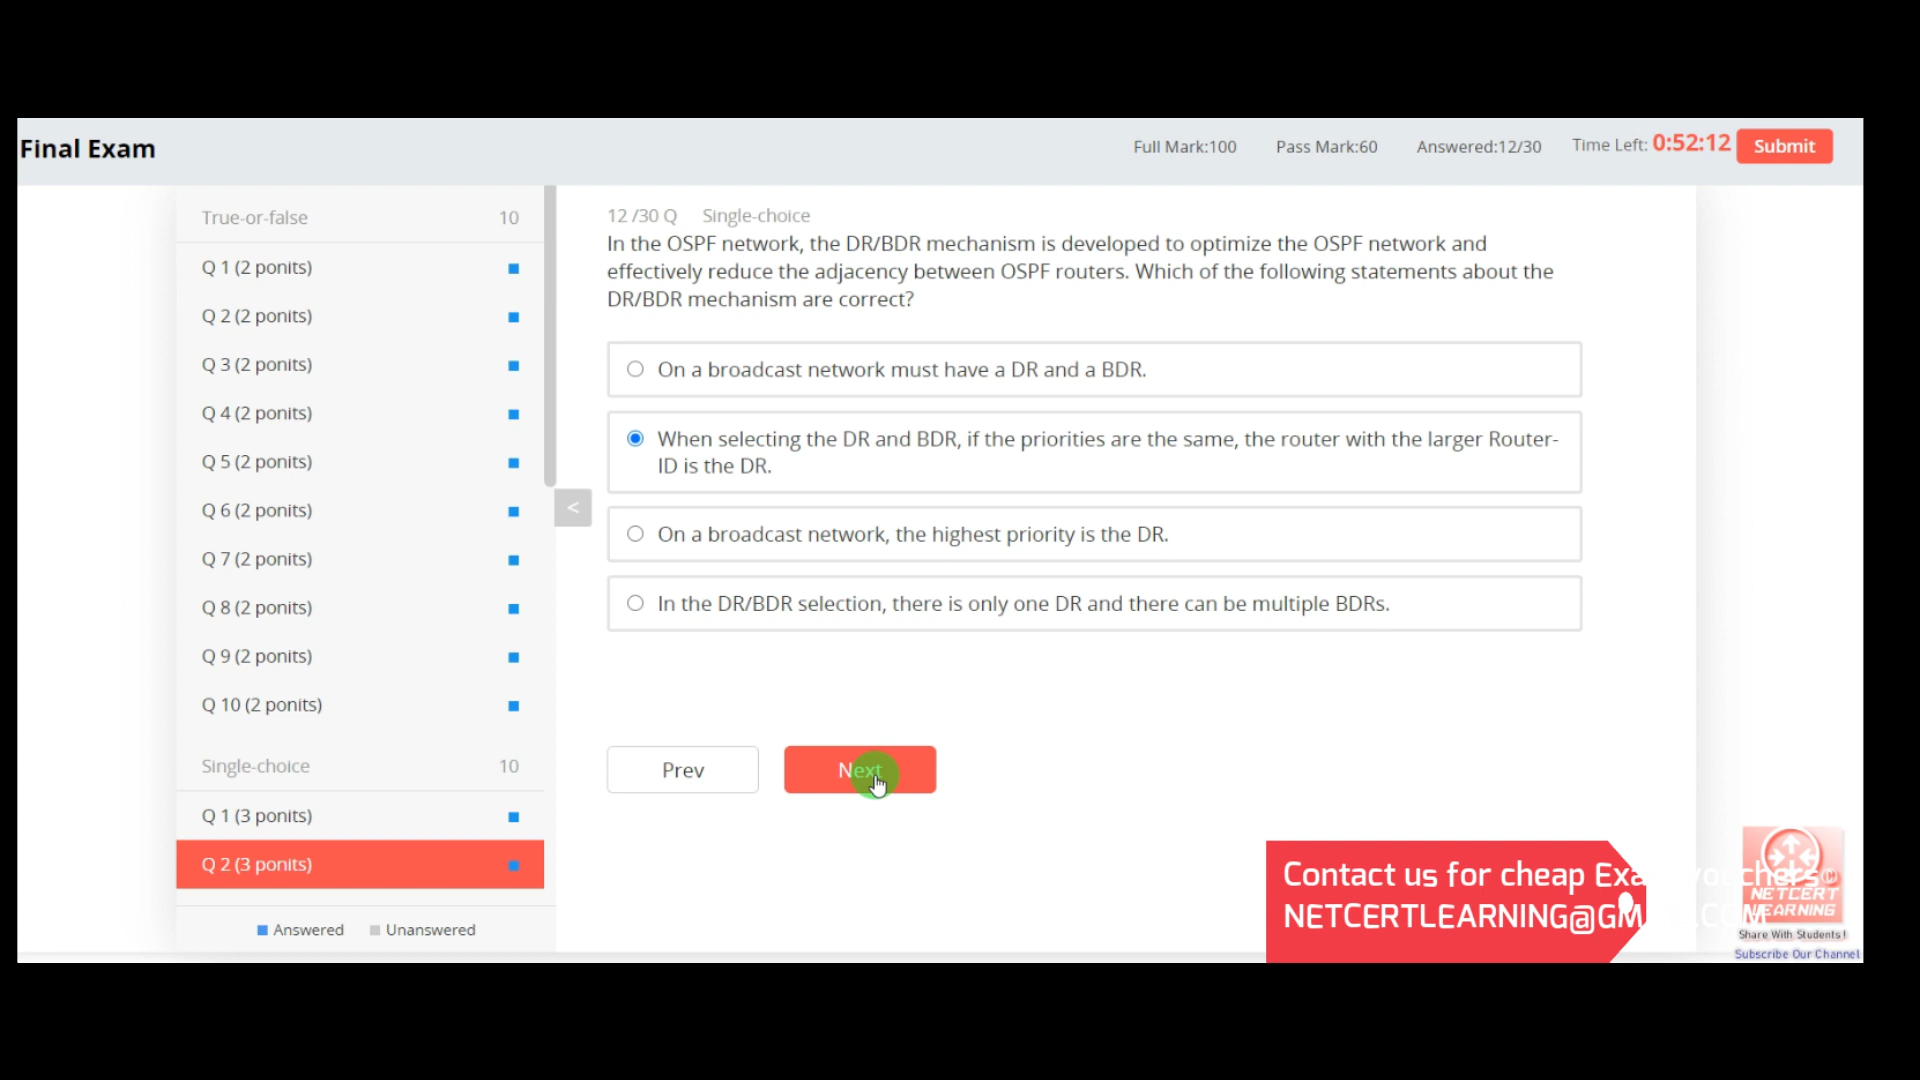 Final Exam
Full Mark:100 Pass Mark:60 Answered:12/30 Time Left: 0:52:12 Submit
True-or-false 10
Q 1 (2 ponits)
Q 2 (2 ponits)
Q 3 (2 ponits)
Q 4 (2 ponits)
Q 5 (2 ponits)
Q 6 (2 ponits)
Q 7 (2 ponits)
Q 8 (2 ponits)
Q 9 (2 ponits)
Q 10 (2 ponits)
Single-choice 10
Q 1 (3 ponits)
Q 2 (3 ponits)
Answered Unanswered
<
12 /30 Q Single-choice
In the OSPF network, the DR/BDR mechanism is developed to optimize the OSPF network and
effectively reduce the adjacency between OSPF routers. Which of the following statements about the
DR/BDR mechanism are correct?
On a broadcast network must have a DR and a BDR.
When selecting the DR and BDR, if the priorities are the same, the router with the larger Router-
ID is the DR.
On a broadcast network, the highest priority is the DR.
In the DR/BDR selection, there is only one DR and there can be multiple BDRs.
Prev Next
Contact us for cheap
NETCERT
LEARNING
Share With Students !
Subscribe Our Channel